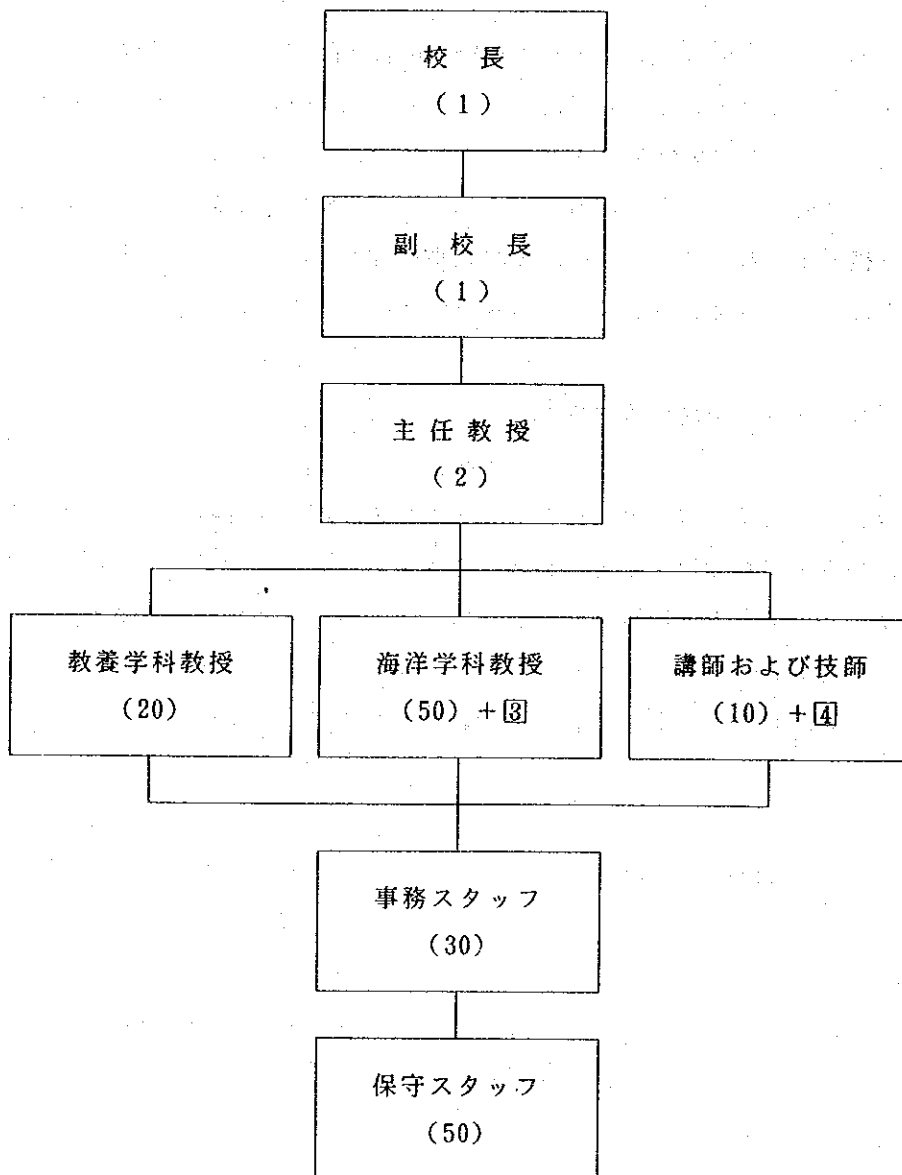 校長
(1)
副校長
(1)
主任教授
(2)
教養学科教授
(20)
海洋学科教授
(50) + 3
講師および技師
(10) + 4
事務スタッフ
(30)
保守スタッフ
(50)